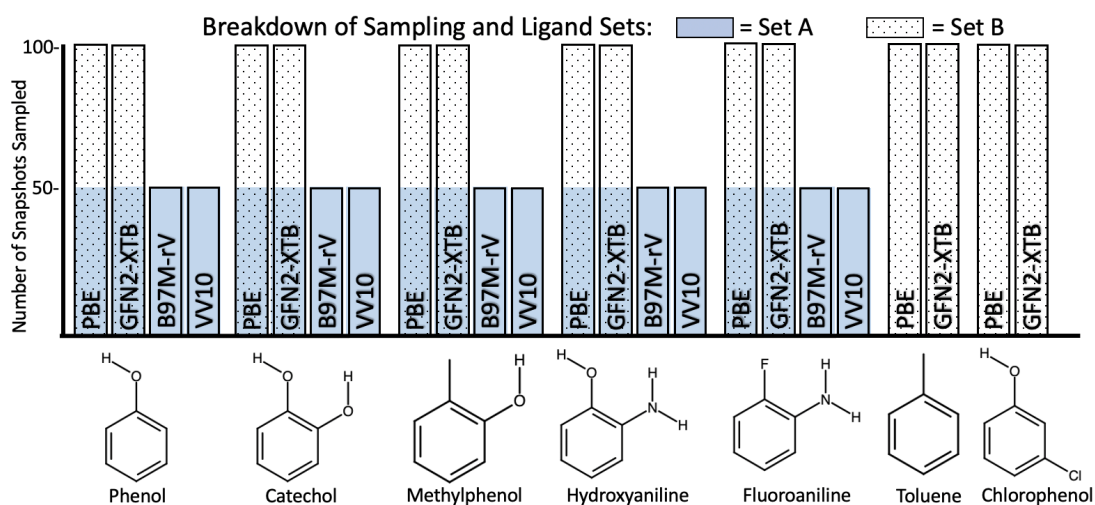 Breakdown of Sampling and Ligand Sets: = Set A = Set B
Number of Snapshots Sampled
100-
50-
PBE
GFN2-XTB
B97M-rV
VV10
PBE
GFN2-XTB
B97M-rV
VV10
PBE
GFN2-XTB
B97M-rV
VV10
PBE
GFN2-XTB
B97M-rV
VV10
PBE
GFN2-XTB
B97M-rV
VV10
PBE
GFN2-XTB
PBE
GFN2-XTB
H
O
H
O
H
O
H
O
H
O
H
N
H
F
H
N
H
H
O
Cl
Phenol
Catechol
Methylphenol
Hydroxyaniline
Fluoroaniline
Toluene
Chlorophenol